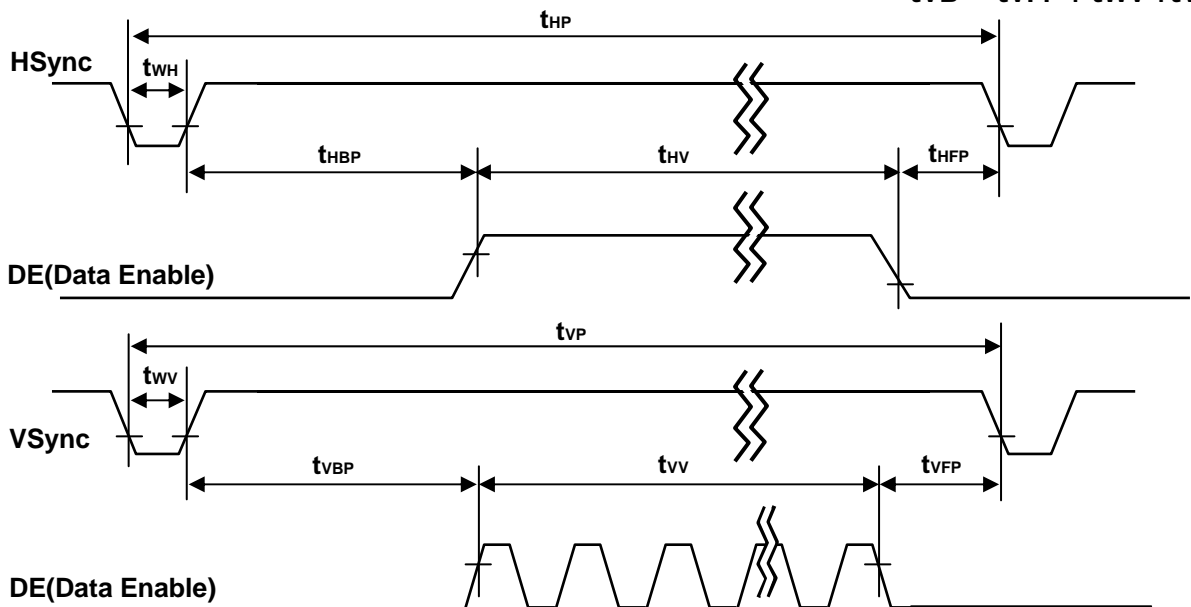 tHP
HSync
tWH
tHBP
tHV
tHFP
DE(Data Enable)
tVP
tWV
VSync
tVBP
tVV
tVFP
DE(Data Enable)